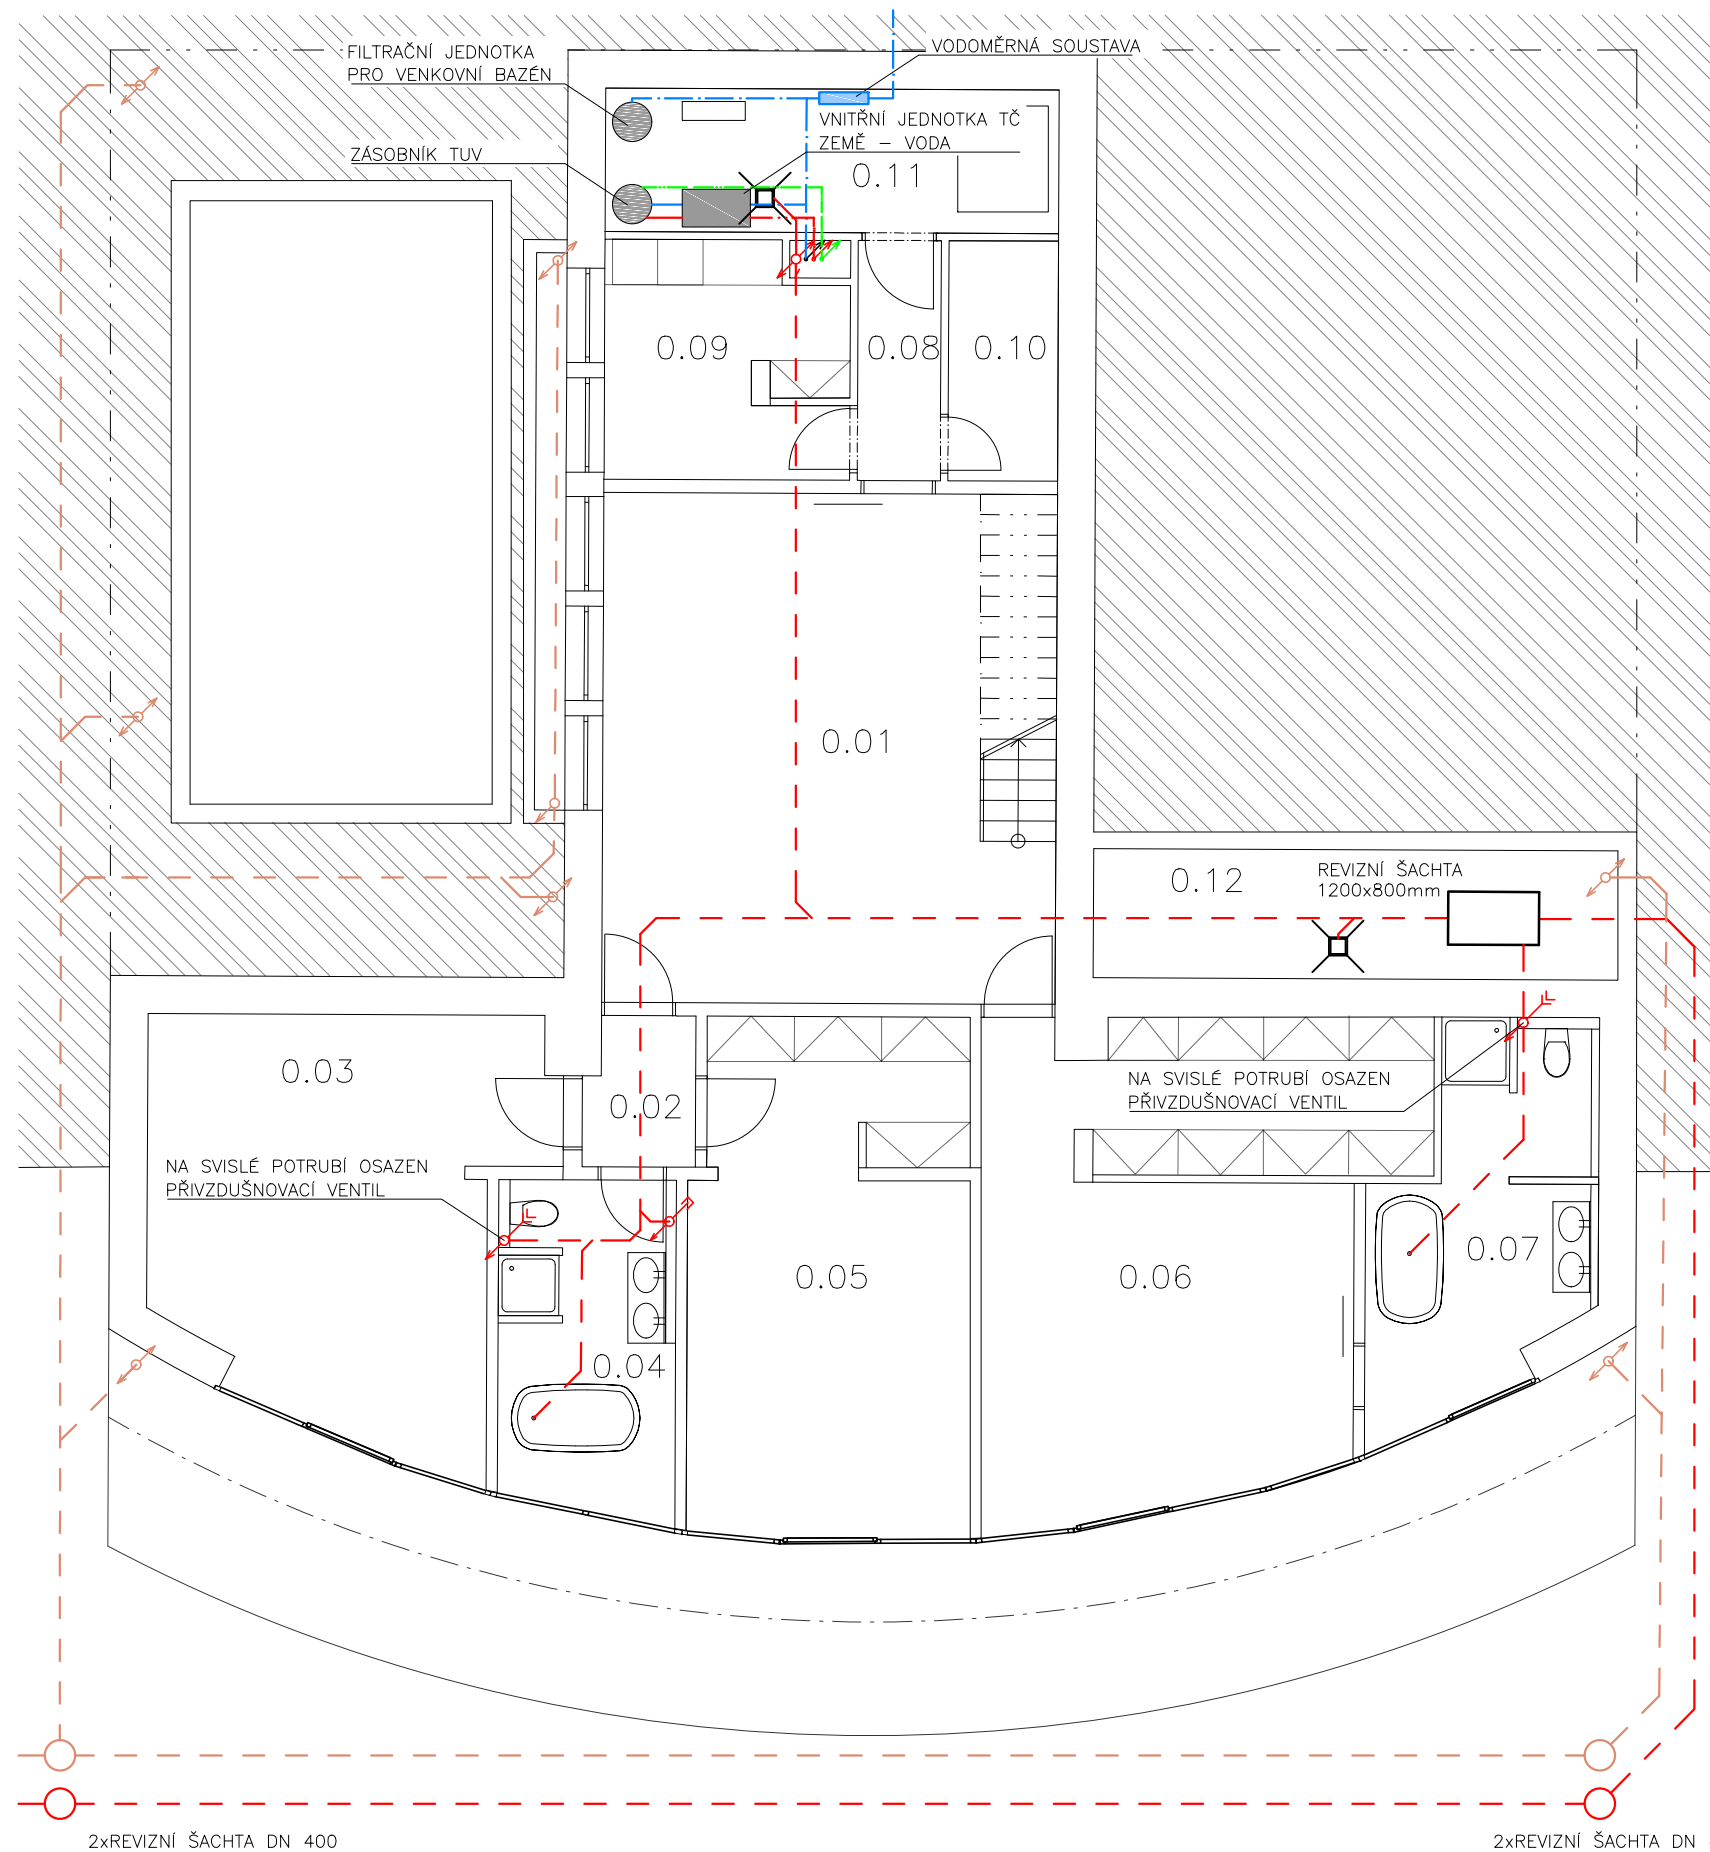 FILTRAČNÍ JEDNOTKA
PRO VENKOVNÍ BAZÉN
VODOMĚRNÁ SOUSTAVA
VNITŘNÍ JEDNOTKA TČ
ZEMĚ – VODA
ZÁSOBNÍK TUV
0.11
0.09
0.08
0.10
0.01
0.12
REVIZNÍ ŠACHTA
1200x800mm
0.03
0.02
NA SVISLÉ POTRUBÍ OSAZEN
PŘIVZDUŠNOVACÍ VENTIL
NA SVISLÉ POTRUBÍ OSAZEN
PŘIVZDUŠNOVACÍ VENTIL
0.05
0.06
0.07
0.04
2xREVIZNÍ ŠACHTA DN 400
2xREVIZNÍ ŠACHTA DN